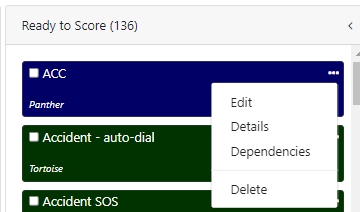 Ready to Score (136)
ACC
Panther
Edit
Details
Dependencies
Delete
Accident - auto-dial
Tortoise
Accident SOS